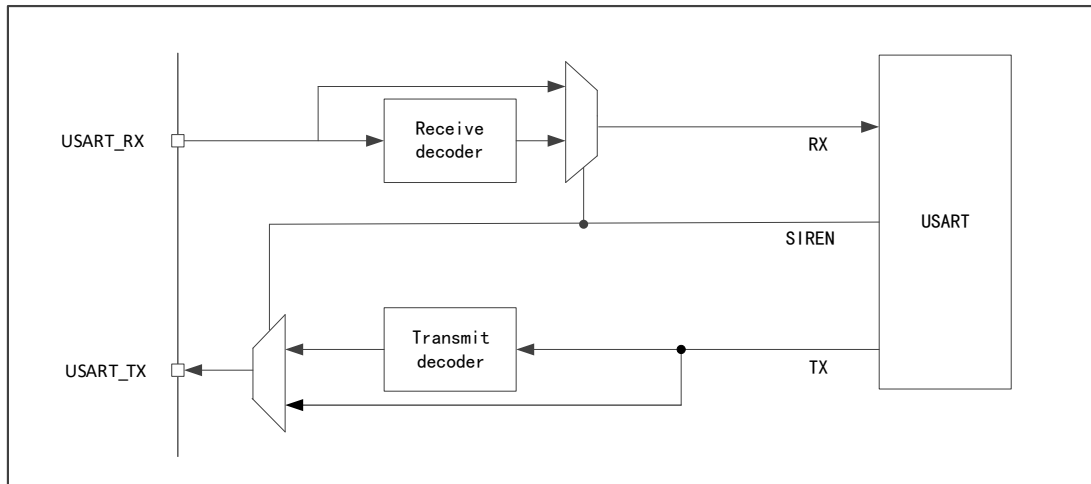 USART_RX
Receive
decoder
RX
SIREN
USART
USART_TX
Transmit
decoder
TX